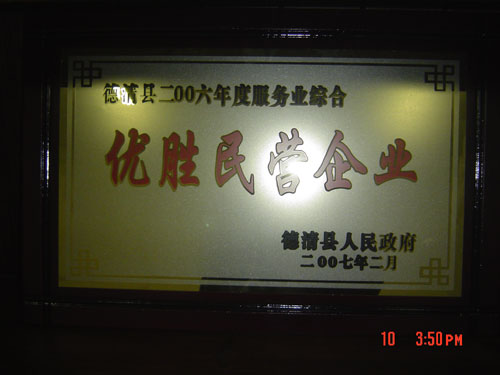 德清县二00六年度服务业综合
优胜民营企业
德清县人民政府
二00七年二月
10 3:50PM